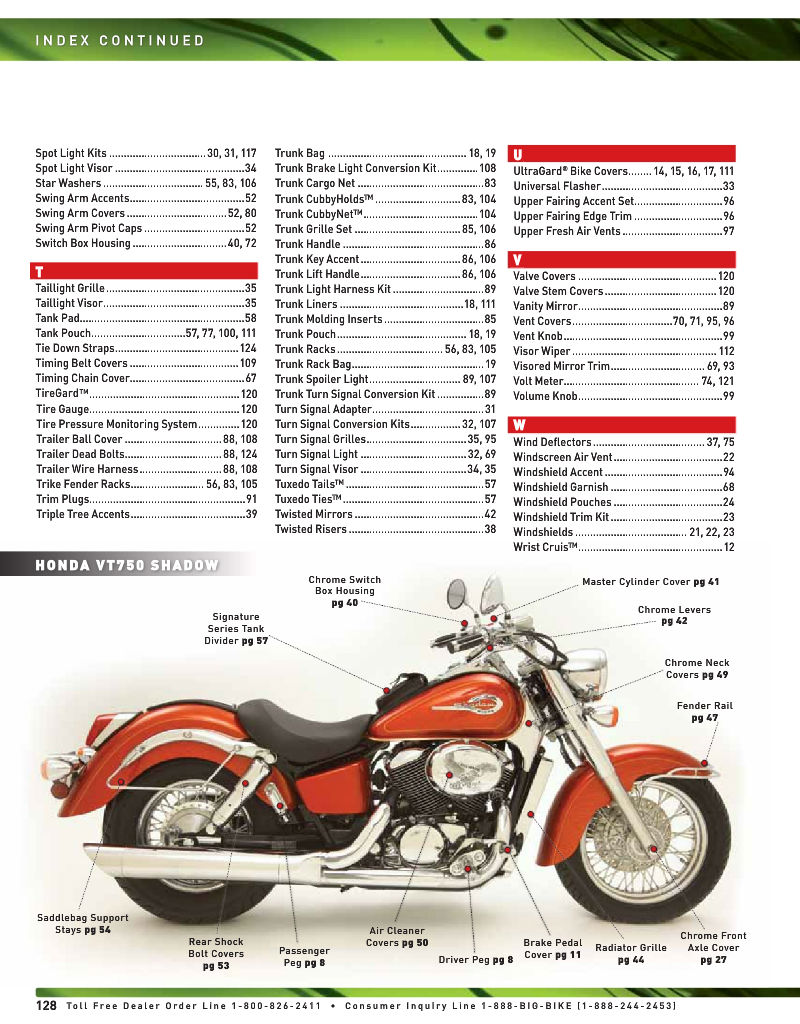 INDEX CONTINUED
Spot Light Kits ................................ 30, 31, 117
Spot Light Visor ............................................34
Star Washers .................................. 55, 83, 106
Swing Arm Accents.......................................52
Swing Arm Covers .................................. 52, 80
Swing Arm Pivot Caps ..................................52
Switch Box Housing ................................40, 72
T
Taillight Grille...............................................35
Taillight Visor................................................35
Tank Pad........................................................58
Tank Pouch................................57, 77, 100, 111
Tie Down Straps.......................................... 124
Timing Belt Covers ..................................... 109
Timing Chain Cover.......................................67
TireGard™................................................... 120
Tire Gauge................................................... 120
Tire Pressure Monitoring System.............. 120
Trailer Ball Cover ................................. 88, 108
Trailer Dead Bolts................................. 88, 124
Trailer Wire Harness............................ 88, 108
Trike Fender Racks......................... 56, 83, 105
Trim Plugs.....................................................91
Triple Tree Accents.......................................39
Trunk Bag ............................................... 18, 19
Trunk Brake Light Conversion Kit.............. 108
Trunk Cargo Net ...........................................83
Trunk CubbyHolds™ ............................. 83, 104
Trunk CubbyNet™....................................... 104
Trunk Grille Set .................................... 85, 106
Trunk Handle ................................................86
Trunk Key Accent.................................. 86, 106
Trunk Lift Handle.................................. 86, 106
Trunk Light Harness Kit...............................89
Trunk Liners ..........................................18, 111
Trunk Molding Inserts ..................................85
Trunk Pouch............................................. 18, 19
Trunk Racks.................................... 56, 83, 105
Trunk Rack Bag............................................. 19
Trunk Spoiler Light............................... 89, 107
Trunk Turn Signal Conversion Kit ................89
Turn Signal Adapter......................................31
Turn Signal Conversion Kits................. 32, 107
Turn Signal Grilles..................................35, 95
Turn Signal Light .................................... 32, 69
Turn Signal Visor .....................................34, 35
Tuxedo Tails™ ...............................................57
Tuxedo Ties™................................................57
Twisted Mirrors ............................................42
Twisted Risers ..............................................38
U
UltraGard® Bike Covers........ 14, 15, 16, 17, 111
Universal Flasher.........................................33
Upper Fairing Accent Set..............................96
Upper Fairing Edge Trim ..............................96
Upper Fresh Air Vents ..................................97
V
Valve Covers ............................................... 120
Valve Stem Covers...................................... 120
Vanity Mirror.................................................89
Vent Covers..................................70, 71, 95, 96
Vent Knob......................................................99
Visor Wiper ................................................. 112
Visored Mirror Trim................................ 69, 93
Volt Meter.............................................. 74, 121
Volume Knob.................................................99
W
Wind Deflectors...................................... 37, 75
Windscreen Air Vent.....................................22
Windshield Accent ........................................94
Windshield Garnish ......................................68
Windshield Pouches .....................................24
Windshield Trim Kit......................................23
Windshields ...................................... 21, 22, 23
Wrist Cruis™................................................. 12
HONDA VT750 SHADOW
Chrome Switch
Box Housing
pg 40
Master Cylinder Cover pg 41
Chrome Levers
pg 42
Signature
Series Tank
Divider pg 57
Chrome Neck
Covers pg 49
Fender Rail
pg 47
Saddlebag Support
Stays pg 54
Rear Shock
Bolt Covers
pg 53
Passenger
Peg pg 8
Air Cleaner
Covers pg 50
Driver Peg pg 8
Brake Pedal
Cover pg 11
Radiator Grille
pg 44
Chrome Front
Axle Cover
pg 27
128 Toll Free Dealer Order Line 1-800-826-2411 • Consumer Inquiry Line 1-888-BIG-BIKE (1-888-244-2453)